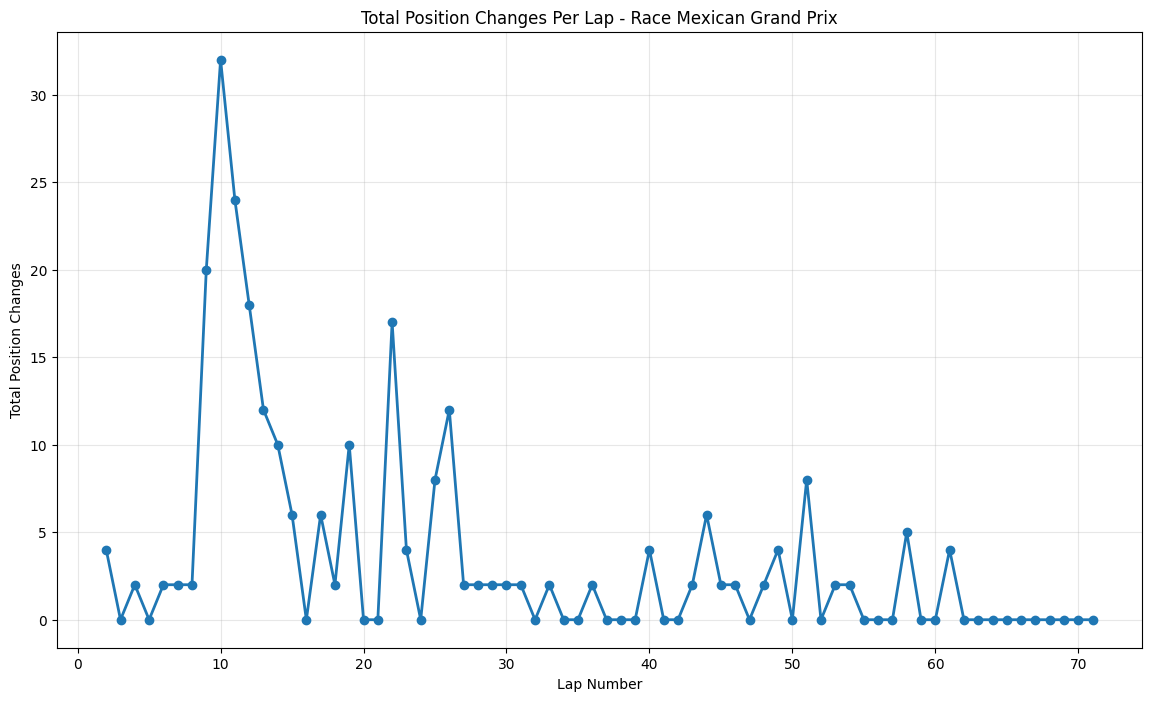 Total Position Changes Per Lap - Race Mexican Grand Prix
Total Position Changes
30
25
20
15
10
5
0
0 10 20 30 40 50 60 70
Lap Number